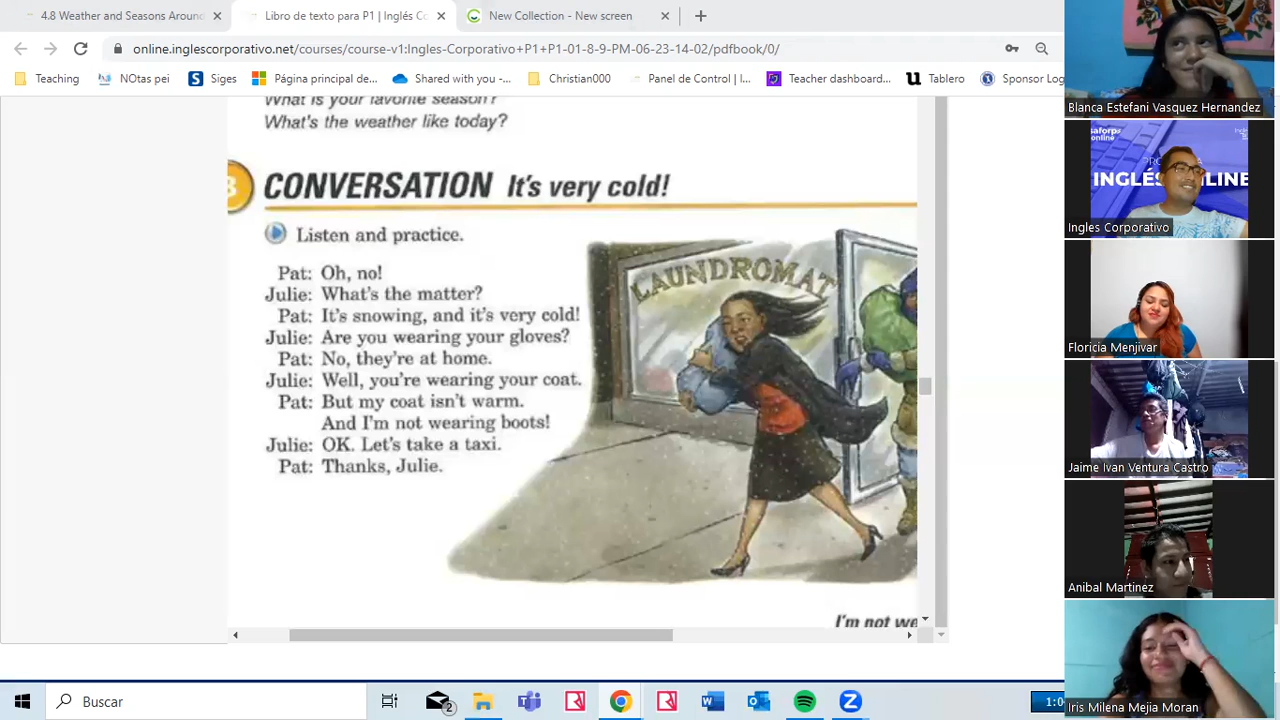 4.8 Weather and Seasons Around
Libro de texto para P1 | Inglés Co
New Collection - New screen
online.inglescorporativo.net/courses/course-v1:Ingles-Corporativo+P1+P1-01-8-9-PM-06-23-14-02/pdfbook/0/
Teaching
NOtas pei
Siges
Página principal de...
Shared with you -...
Christian000
Panel de Control | I...
Teacher dashboard...
Tablero
Sponsor Log
What is your favorite season?
What's the weather like today?
CONVERSATION It's very cold!
Listen and practice.
Pat: Oh, no!
Julie: What's the matter?
Pat: It's snowing, and it's very cold!
Julie: Are you wearing your gloves?
Pat: No, they're at home.
Julie: Well, you're wearing your coat.
Pat: But my coat isn't warm.
And I'm not wearing boots!
Julie: OK. Let's take a taxi.
Pat: Thanks, Julie.
LAUNDROMAT
I'm not we
Blanca Estefani Vasquez Hernandez
saforp
online
INGLÉS ONLINE
Ingles Corporativo
Floricia Menjivar
Jaime Ivan Ventura Castro
Anibal Martinez
Iris Milena Mejia Moran
Buscar
2
1:0